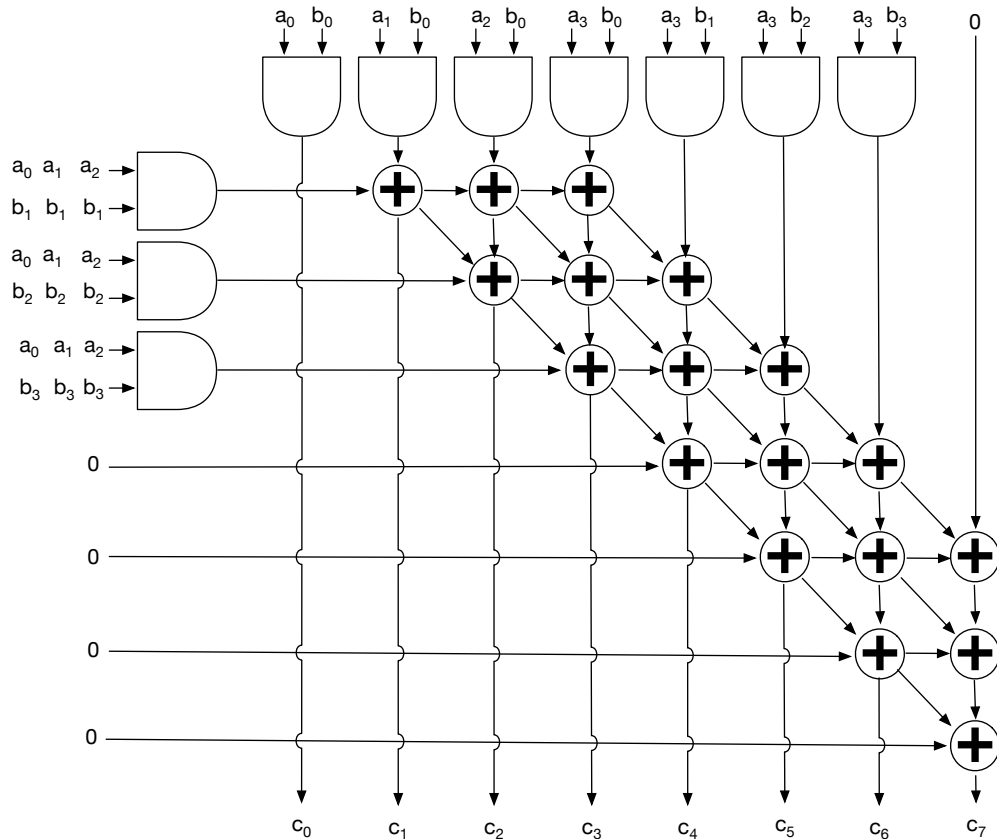 a₀ b₀ a₁ b₀ a₂ b₀ a₃ b₀ a₃ b₁ a₃ b₂ a₃ b₃ 0
a₀ a₁ a₂
b₁ b₁ b₁
a₀ a₁ a₂
b₂ b₂ b₂
a₀ a₁ a₂
b₃ b₃ b₃
0
0
0
0
c₀ c₁ c₂ c₃ c₄ c₅ c₆ c₇